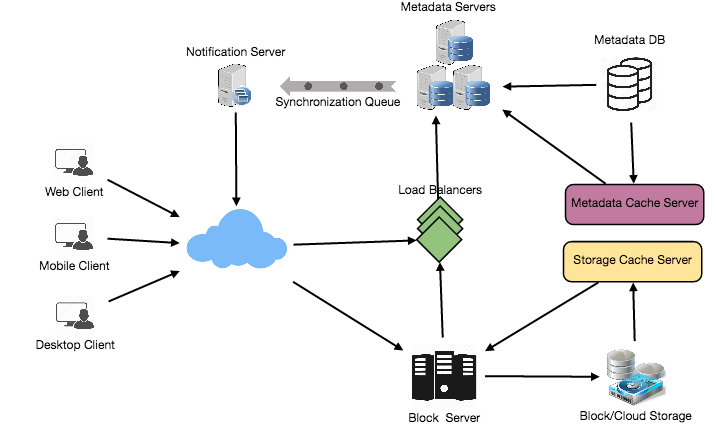 Metadata Servers
Notification Server
Metadata DB
Synchronization Queue
Web Client
Load Balancers
Metadata Cache Server
Mobile Client
Storage Cache Server
Desktop Client
Block Server
Block/Cloud Storage